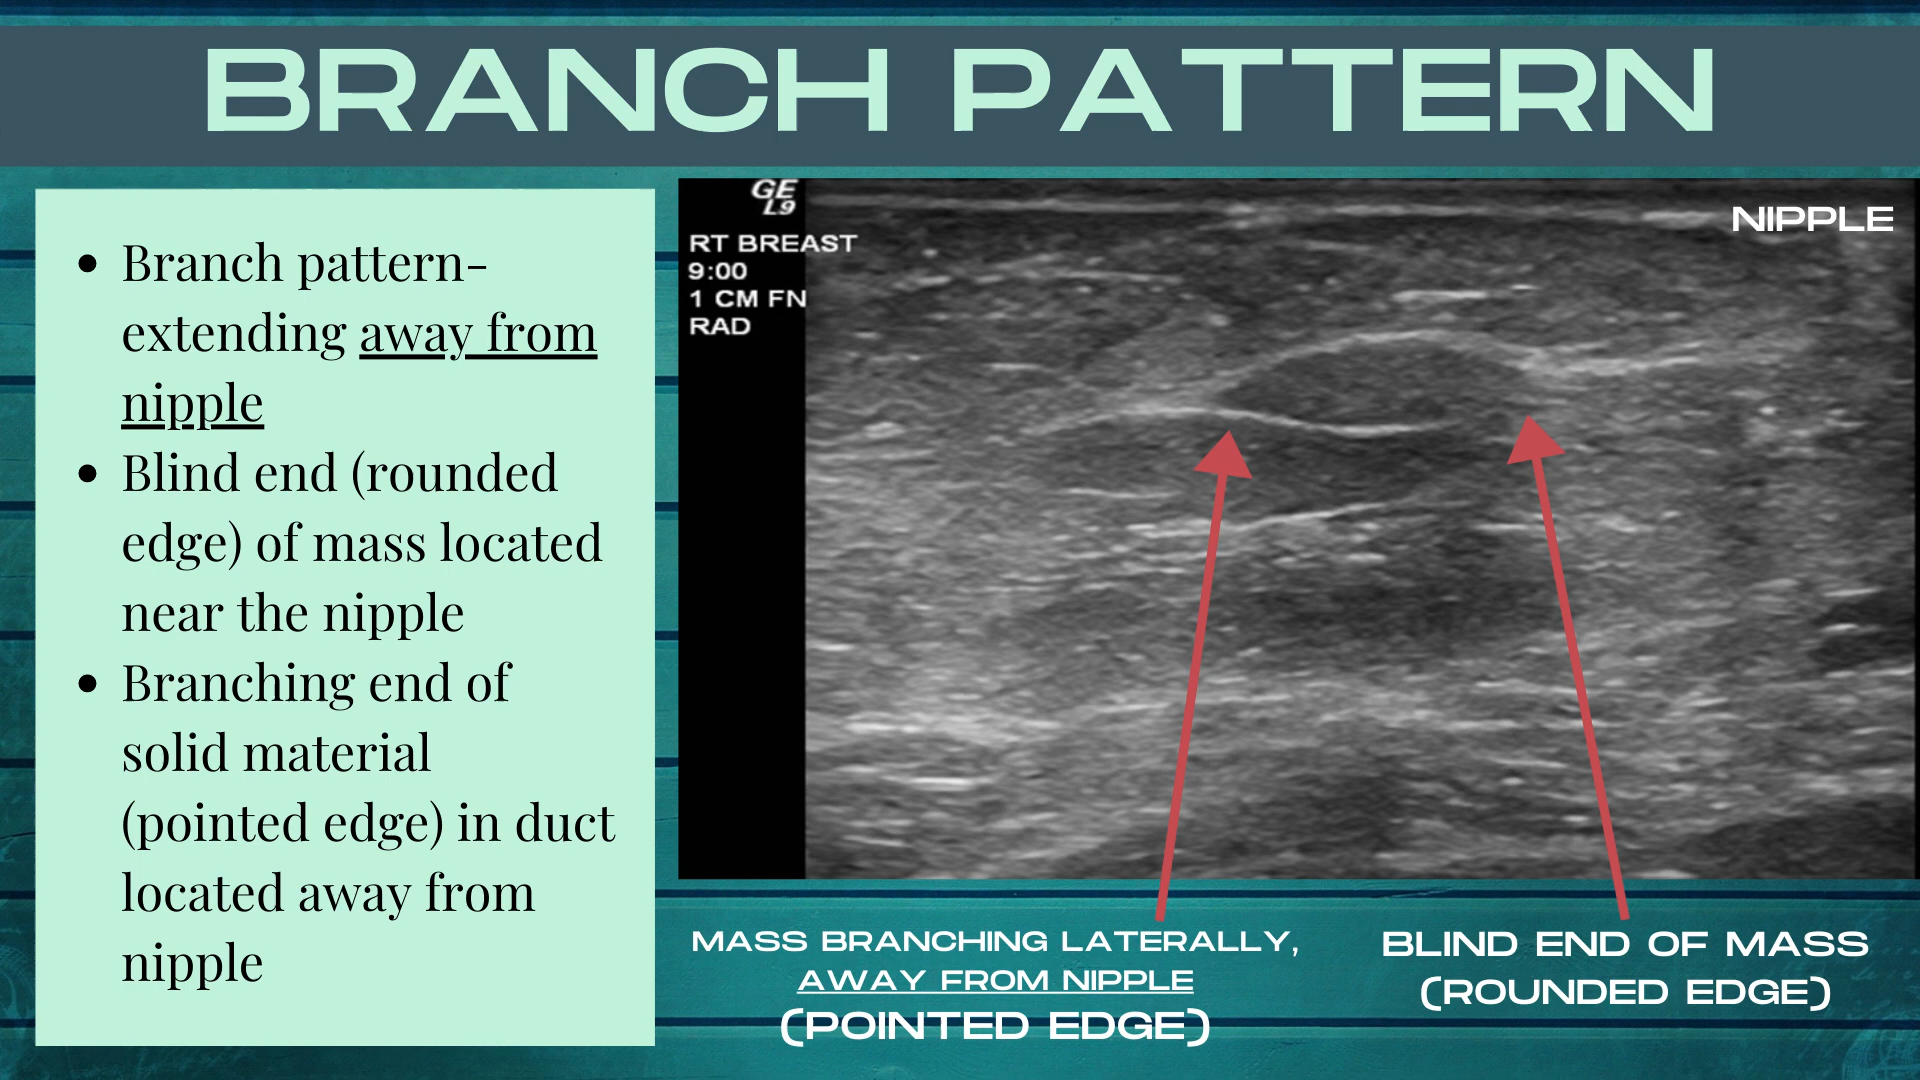 BRANCH PATTERN
• Branch pattern-
extending away from
nipple
• Blind end (rounded
edge) of mass located
near the nipple
• Branching end of
solid material
(pointed edge) in duct
located away from
nipple
GE
L9
RT BREAST
9:00
1 CM FN
RAD
NIPPLE
MASS BRANCHING LATERALLY,
AWAY FROM NIPPLE
(POINTED EDGE)
BLIND END OF MASS
(ROUNDED EDGE)